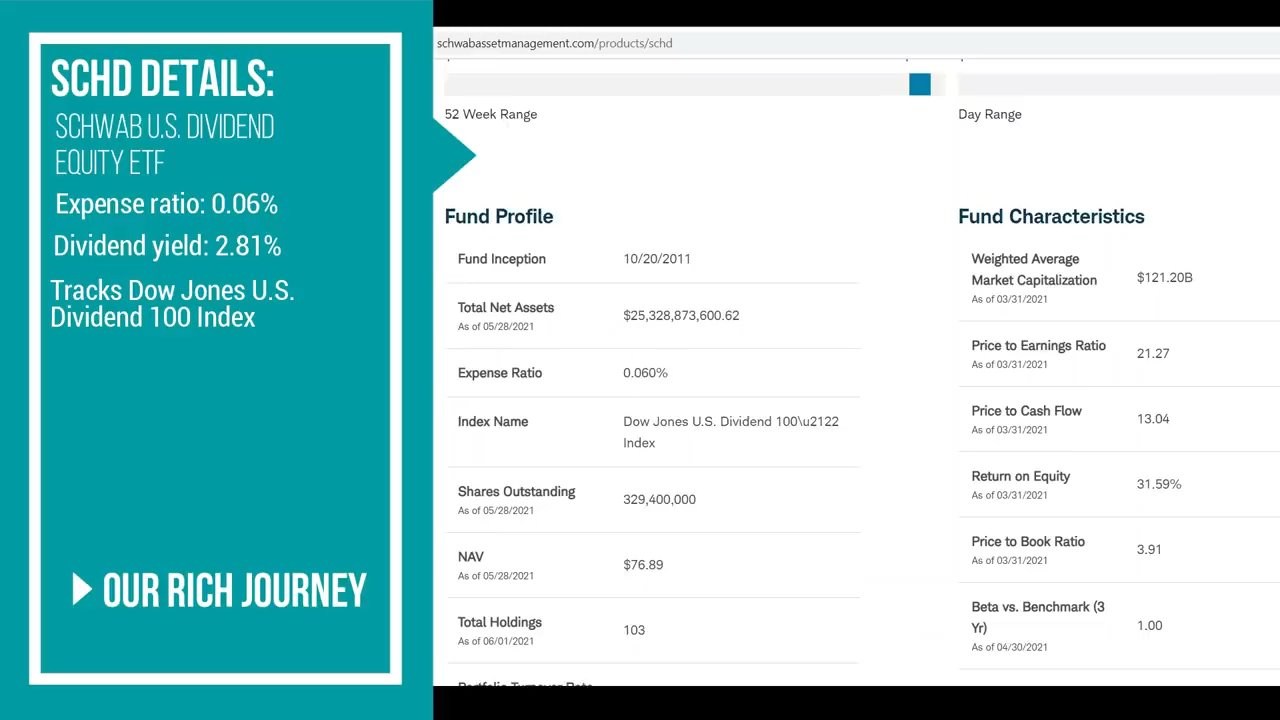 SCHD DETAILS:
SCHWAB U.S. DIVIDEND
EQUITY ETF
Expense ratio: 0.06%
Dividend yield: 2.81%
Tracks Dow Jones U.S.
Dividend 100 Index
OUR RICH JOURNEY
schwabassetmanagement.com/products/schd
52 Week Range
Day Range
Fund Profile
Fund Inception 10/20/2011
Total Net Assets
As of 05/28/2021
$25,328,873,600.62
Expense Ratio 0.060%
Index Name
Dow Jones U.S. Dividend 100\u2122
Index
Shares Outstanding
As of 05/28/2021
329,400,000
NAV
As of 05/28/2021
$76.89
Total Holdings
As of 06/01/2021
103
Fund Characteristics
Weighted Average
Market Capitalization
As of 03/31/2021
$121.20B
Price to Earnings Ratio
As of 03/31/2021
21.27
Price to Cash Flow
As of 03/31/2021
13.04
Return on Equity
As of 03/31/2021
31.59%
Price to Book Ratio
As of 03/31/2021
3.91
Beta vs. Benchmark (3
Yr)
As of 04/30/2021
1.00